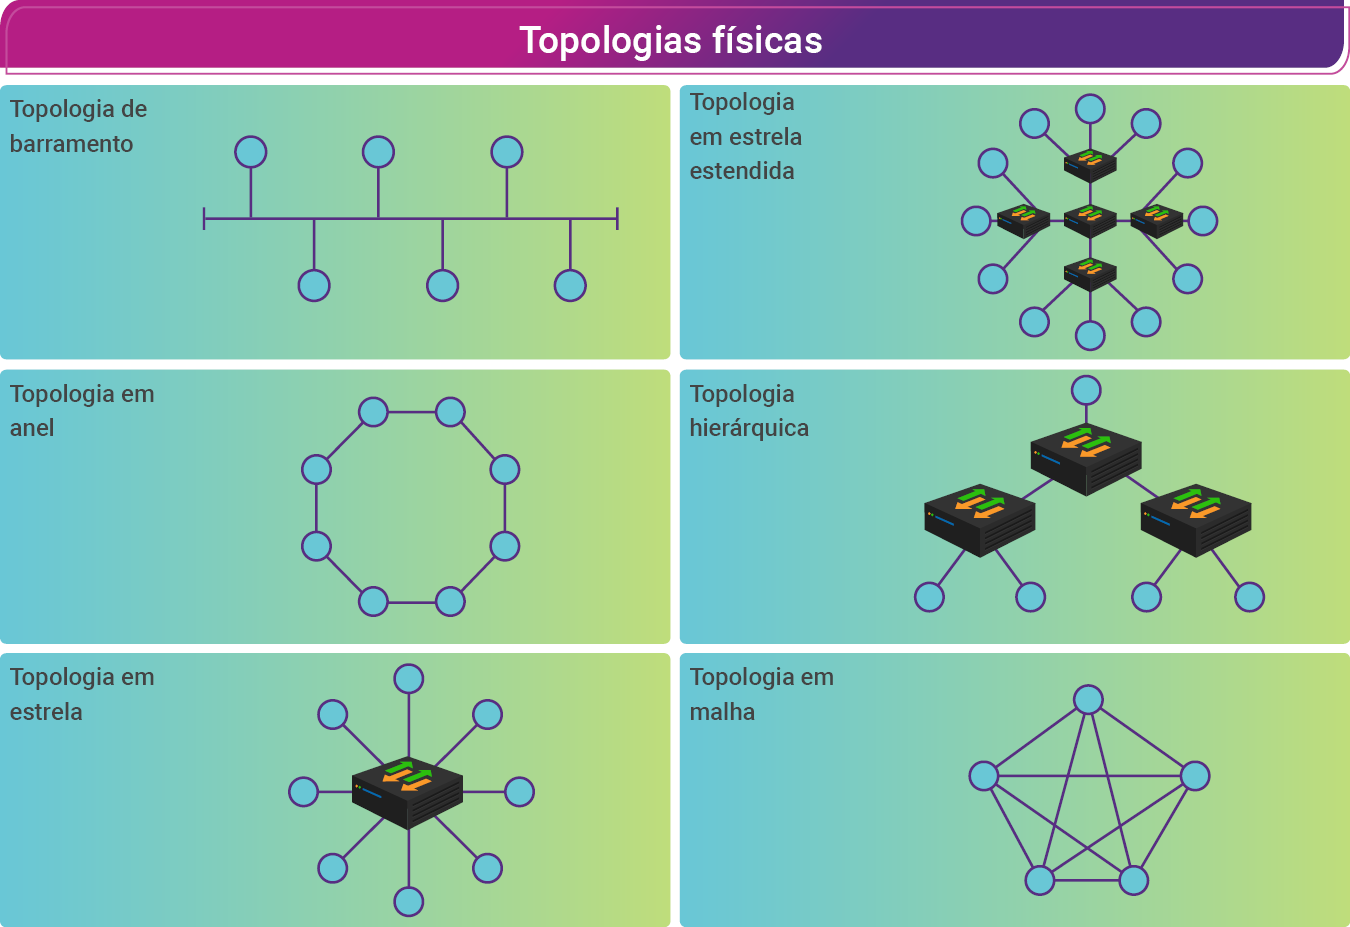 Topologias físicas
Topologia de
barramento
Topologia
em estrela
estendida
Topologia em
anel
Topologia
hierárquica
Topologia em
estrela
Topologia em
malha